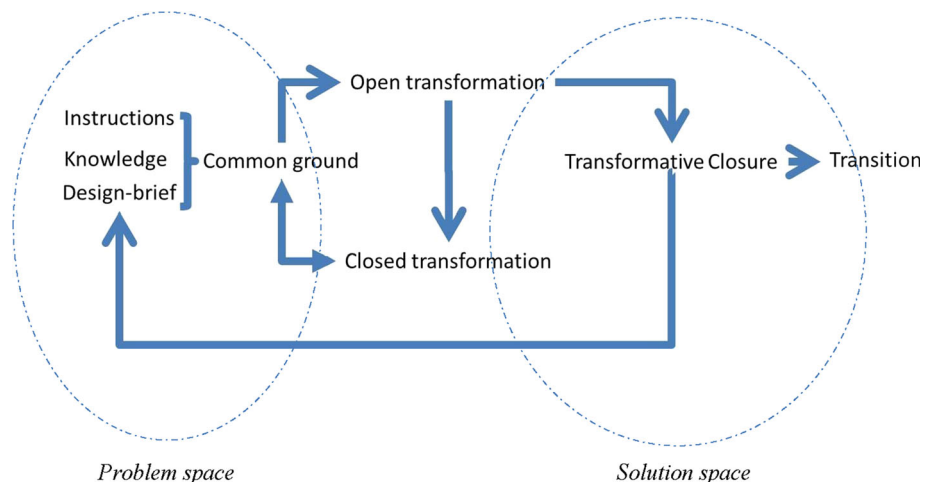 Open transformation
Instructions
Knowledge
Common ground
Transformative Closure
Transition
Design-brief
Closed transformation
Problem space
Solution space